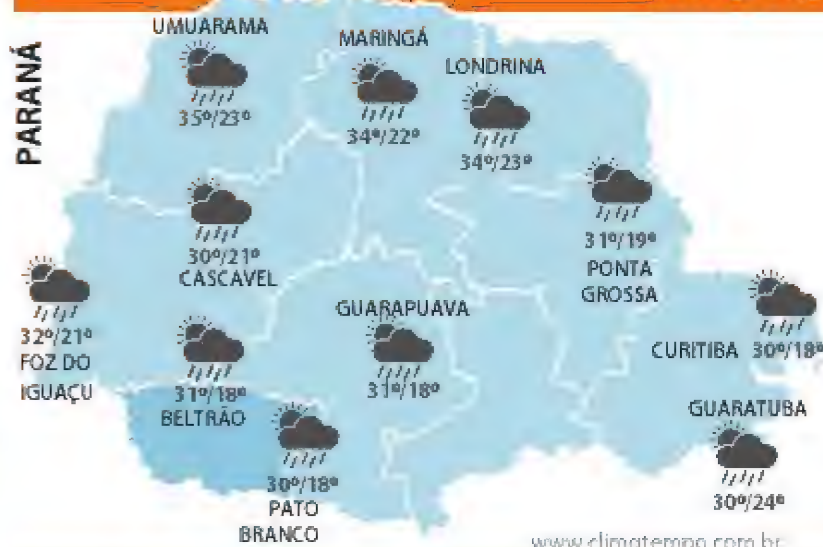 PARANÁ
UMUARAMA
35º/23º
MARINGÁ
34º/22º
LONDRINA
34º/23º
31º/19º
PONTA
GROSSA
30º/21º
CASCAVEL
32º/21º
FOZ DO
IGUAÇU
31º/18º
BELTRÃO
GUARAPUAVA
31º/18º
CURITIBA 30º/18º
GUARATUBA
30º/24º
30º/18º
PATO
BRANCO
www.climatempo.com.br